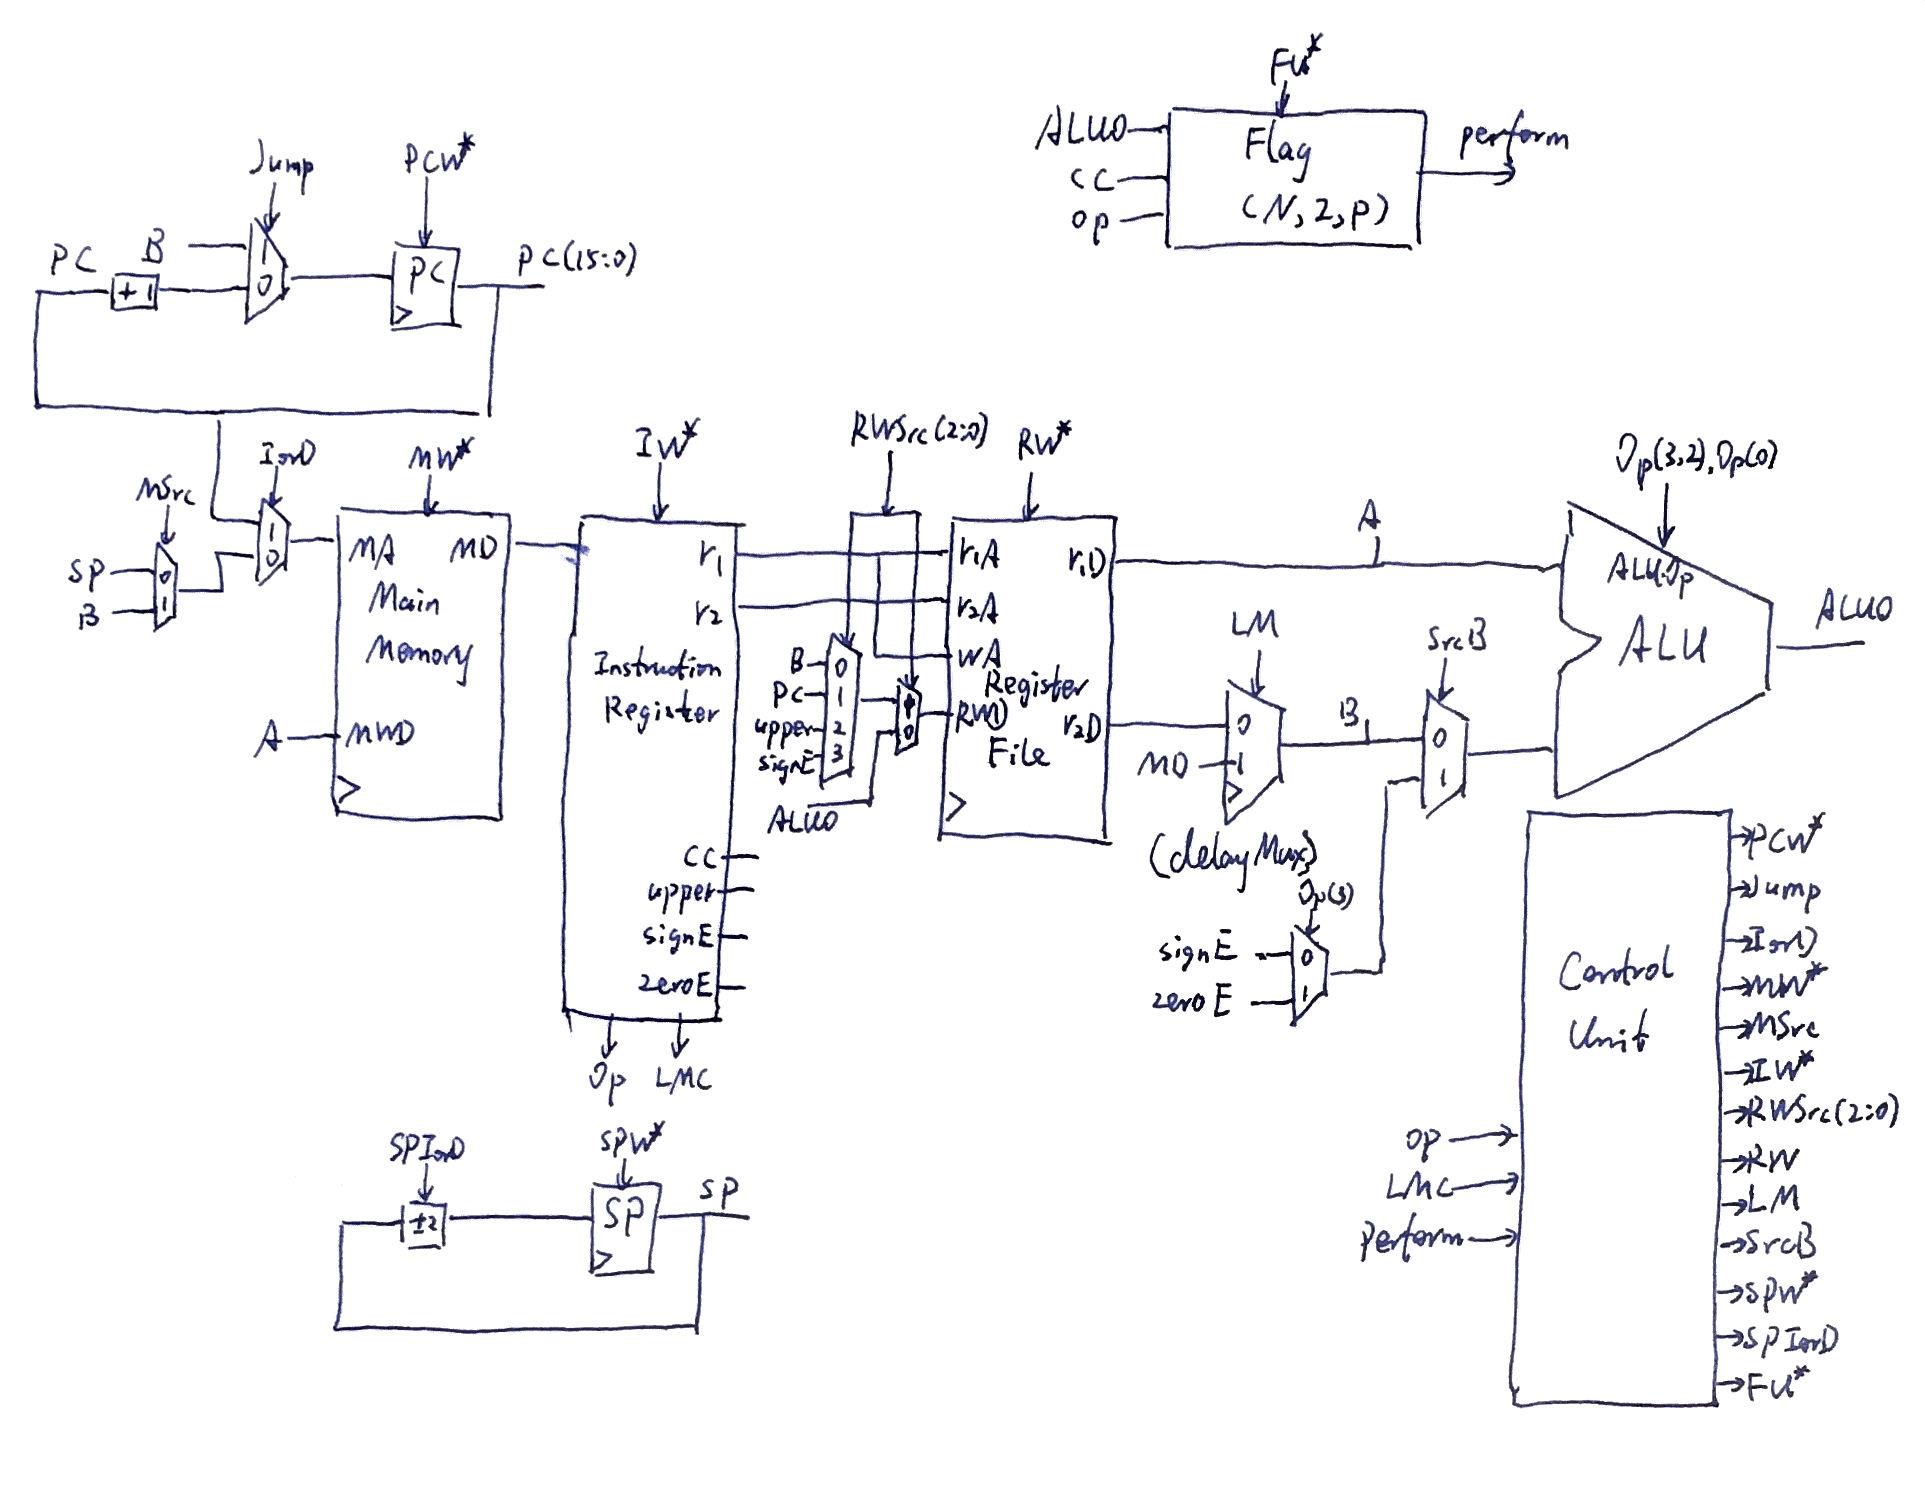 Fu*
ALUO
Flag
perform
CC
(N, Z, P)
op
Jump
PCW*
PC
B
1
+1
0
PC
PC(15:0)
IorD
MW*
IW*
RWSrc(2:0)
RW*
Op(3,2), Op(0)
MSrc
SP
0
B
1
1
0
MA
MD
Main
Memory
A
MWD
r1
r2
Instruction
Register
CC
upper
signE
zeroE
Op
LMC
B
0
PC
1
upper
2
signE
3
ALUO
1
0
r1A
r1D
r2A
wA
Register
RWD
r2D
File
A
LM
0
MD
1
(delayMux)
B
SrcB
0
1
ALUOp
ALU
ALUO
Op(3)
signE
0
zeroE
1
SPIorD
±2
SPW*
SP
SP
Control
Unit
Op
LMC
Perform
PCW*
Jump
IorD
MW*
MSrc
IW*
RWSrc(2:0)
RW
LM
SrcB
SPW*
SPIorD
Fu*